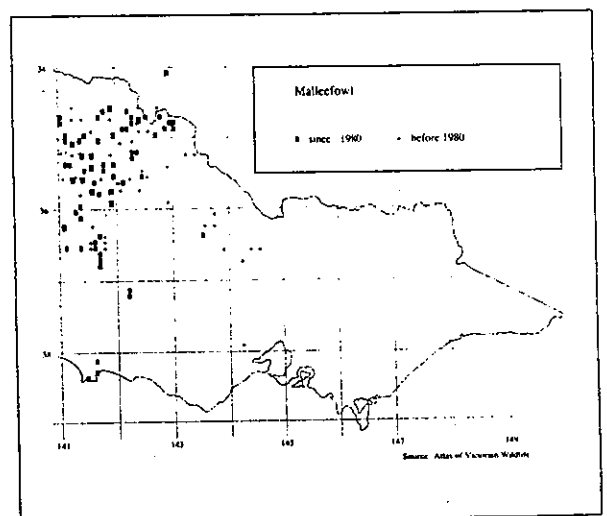 34
Malleefowl
since 1980 before 1980
36
38
141 143 145 147 149
Source: Atlas of Victorian Wildlife